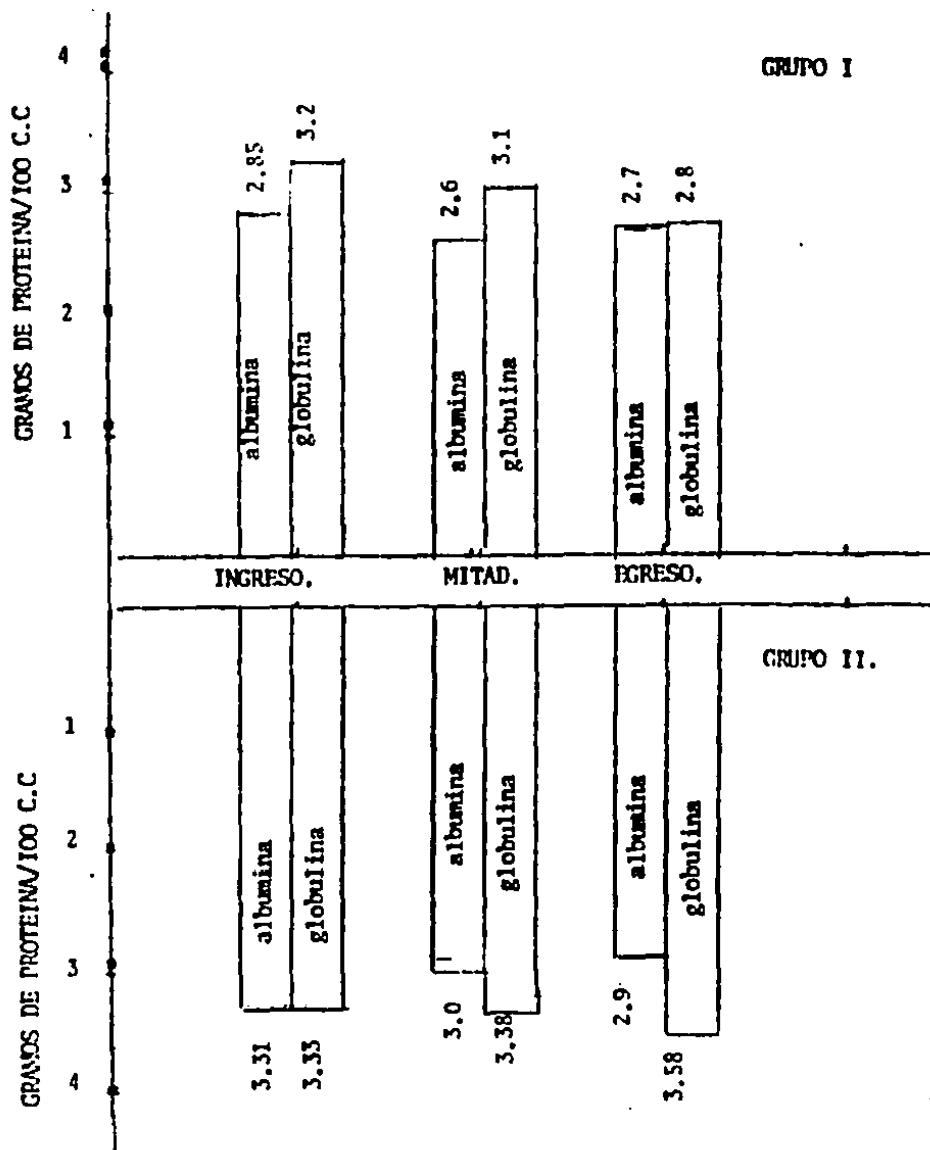 GRUPO I
GRAMOS DE PROTEINA/100 C.C
4
3
2
1
2.85
3.2
2.6
3.1
2.7
2.8
albumina
globulina
albumina
globulina
albumina
globulina
INGRESO.
MITAD.
EGRESO.
GRUPO II.
GRAMOS DE PROTEINA/100 C.C
1
2
3
4
albumina
globulina
albumina
globulina
albumina
globulina
3.31
3.33
3.0
3.38
2.9
3.58